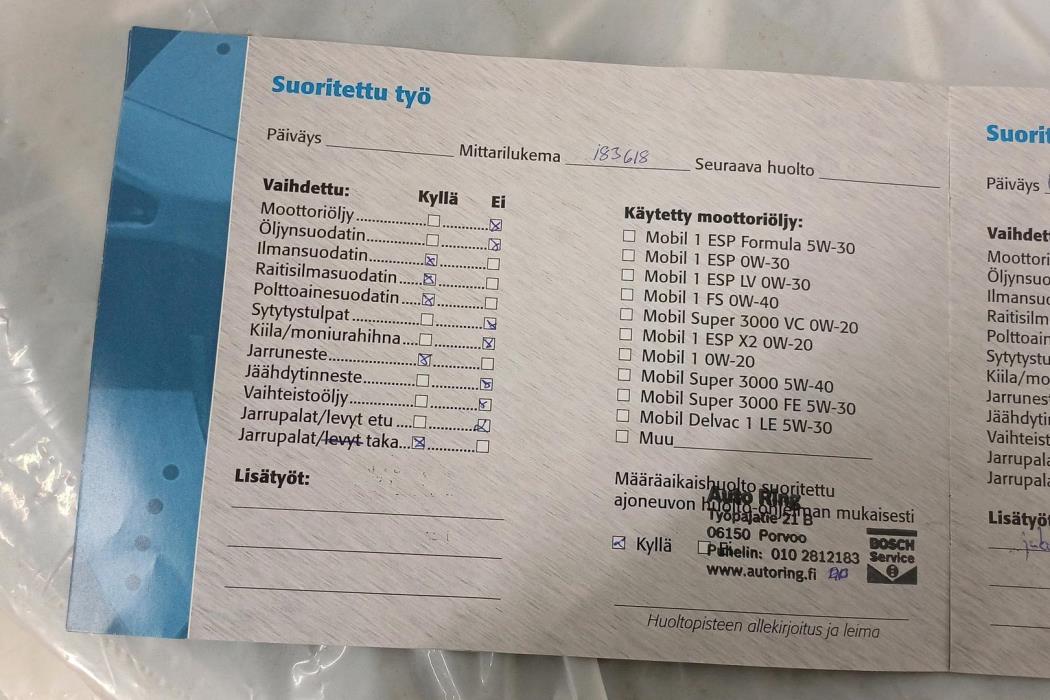 Suoritettu työ
Päiväys Mittarilukema 183618 Seuraava huolto
Vaihdettu: Kyllä Ei
Moottoriöljy
Öljynsuodatin
Ilmansuodatin
Raitisilmasuodatin
Polttoainesuodatin
Sytytystulpat
Kiila/moniurahihna
Jarruneste
Jäähdytinneste
Vaihteistoöljy
Jarrupalat/levyt etu
Jarrupalat/levyt taka
Lisätyöt:
Käytetty moottoriöljy:
Mobil 1 ESP Formula 5W-30
Mobil 1 ESP 0W-30
Mobil 1 ESP LV 0W-30
Mobil 1 FS 0W-40
Mobil Super 3000 VC 0W-20
Mobil 1 ESP X2 0W-20
Mobil 1 0W-20
Mobil Super 3000 5W-40
Mobil Super 3000 FE 5W-30
Mobil Delvac 1 LE 5W-30
Muu
Määräaikaishuolto suoritettu
ajoneuvon huolto-ohjelman mukaisesti
Kyllä Ei
Auto Ring
Työpajatie 21 B
06150 Porvoo
Puhelin: 010 2812183
www.autoring.fi
BOSCH
Service
Huoltopisteen allekirjoitus ja leima
Suorit
Päiväys
Vaihdet
Moottori
Öljynsuo
Ilmansuo
Raitisilm
Polttoain
Sytytystu
Kiila/mo
Jarrunest
Jäähdytin
Vaihteist
Jarrupala
Jarrupala
Lisätyöt